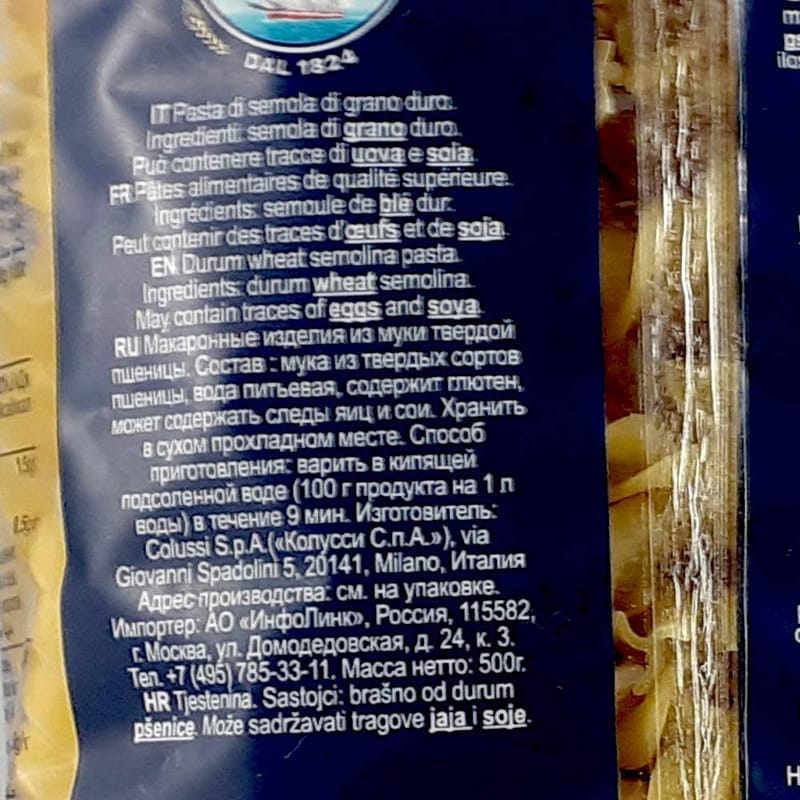 DAL 1824
IT Pasta di semola di grano duro.
Ingredienti: semola di grano duro.
Può contenere tracce di uova e soia.
FR Pâtes alimentaires de qualité supérieure.
Ingrédients: semoule de blé dur.
Peut contenir des traces d'œufs et de soja.
EN Durum wheat semolina pasta.
Ingredients: durum wheat semolina.
May contain traces of eggs and soya.
RU Макаронные изделия из муки твердой
пшеницы. Состав : мука из твердых сортов
пшеницы, вода питьевая, содержит глютен,
может содержать следы яиц и сои. Хранить
в сухом прохладном месте. Способ
приготовления: варить в кипящей
подсоленной воде (100 г продукта на 1 л
воды) в течение 9 мин. Изготовитель:
Colussi S.p.A.(«Колусси С.п.А.»), via
Giovanni Spadolini 5, 20141, Milano, Италия
Адрес производства: см. на упаковке.
Импортер: АО «ИнфоЛинк», Россия, 115582,
г. Москва, ул. Домодедовская, д. 24, к. 3.
Тел. +7 (495) 785-33-11. Масса нетто: 500г.
HR Tjestenina. Sastojci: brašno od durum
pšenice. Može sadržavati tragove jaja i soje.